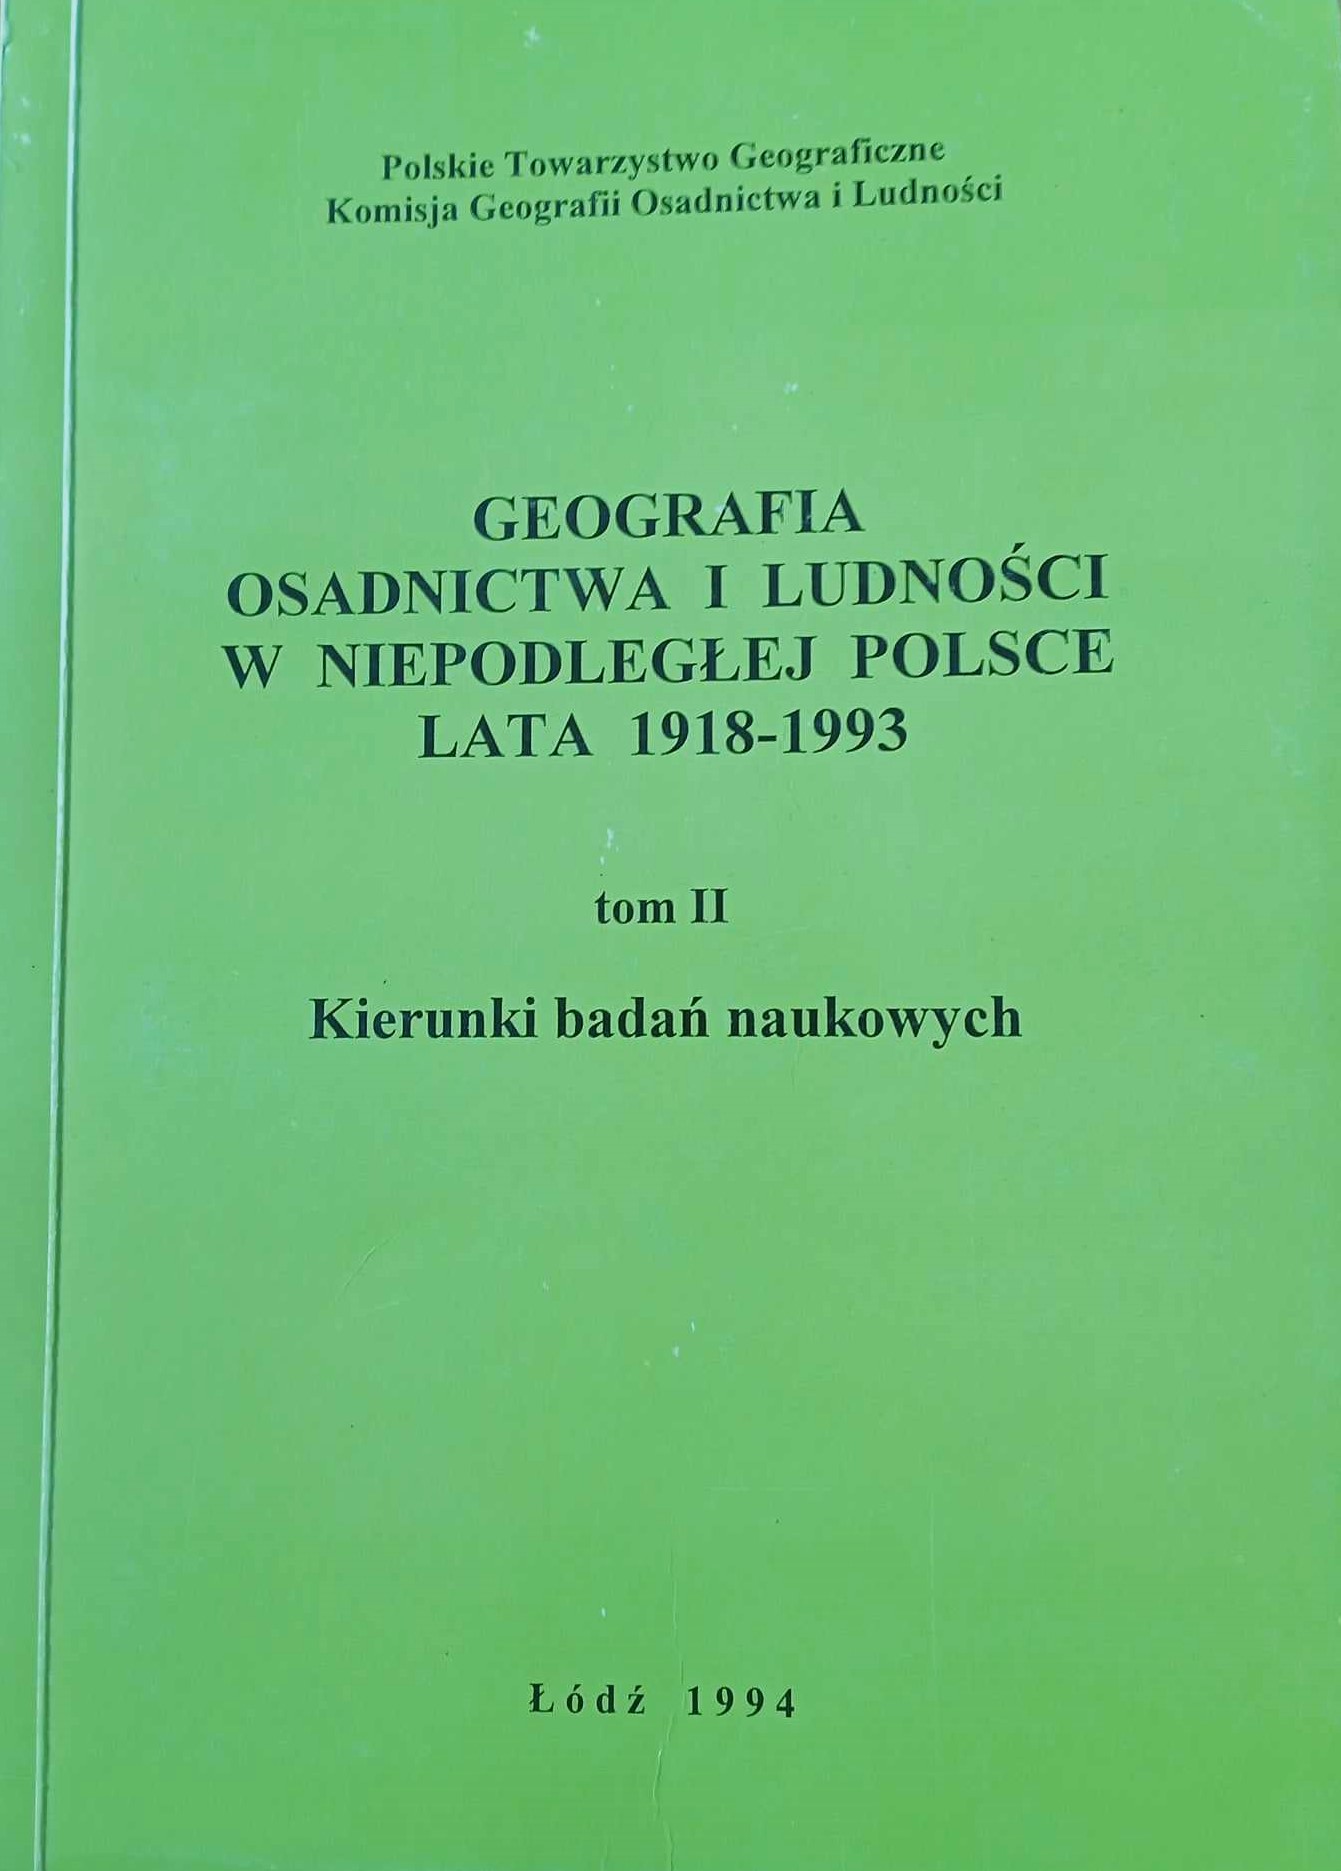 Polskie Towarzystwo Geograficzne
Komisja Geografii Osadnictwa i Ludności
GEOGRAFIA
OSADNICTWA I LUDNOŚCI
W NIEPODLEGŁEJ POLSCE
LATA 1918-1993
tom II
Kierunki badań naukowych
Łódź 1994